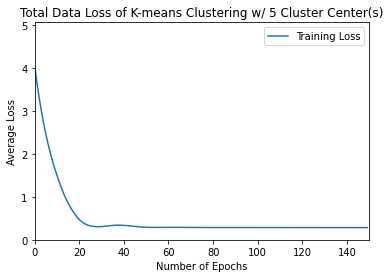 Total Data Loss of K-means Clustering w/ 5 Cluster Center(s)
Training Loss
5
4
3
2
1
0
Average Loss
0 20 40 60 80 100 120 140
Number of Epochs